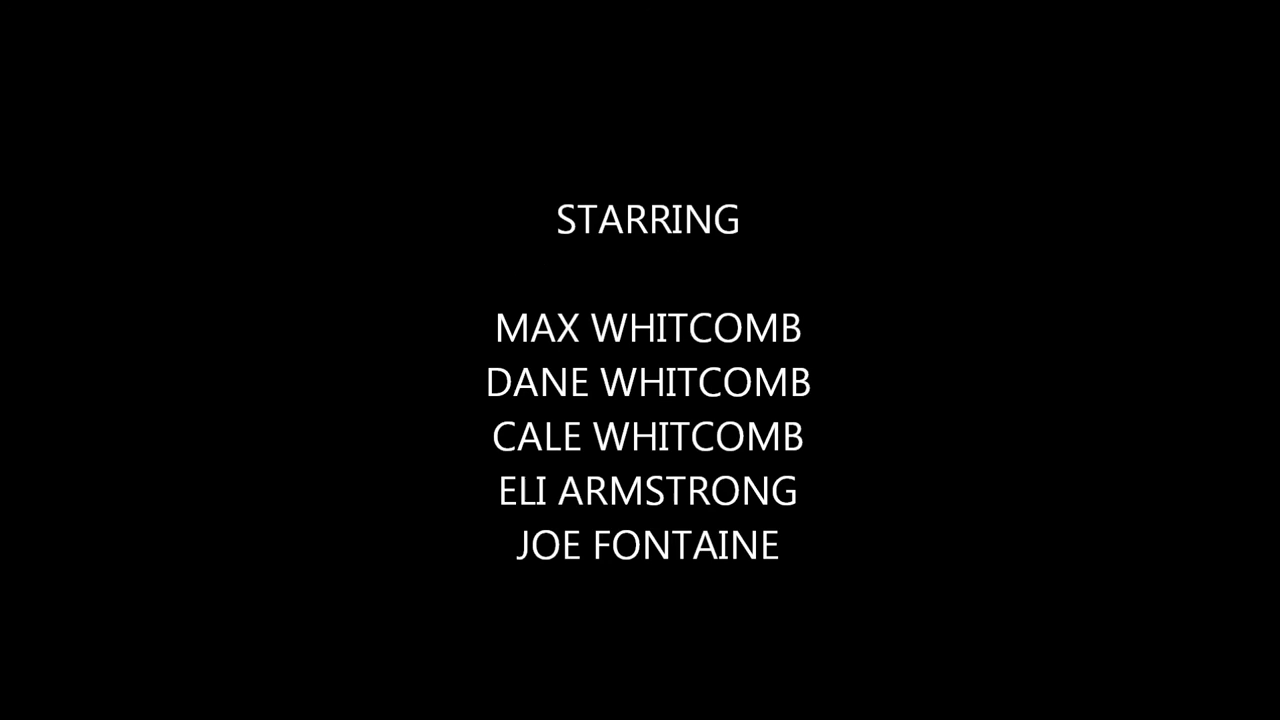 STARRING
MAX WHITCOMB
DANE WHITCOMB
CALE WHITCOMB
ELI ARMSTRONG
JOE FONTAINE